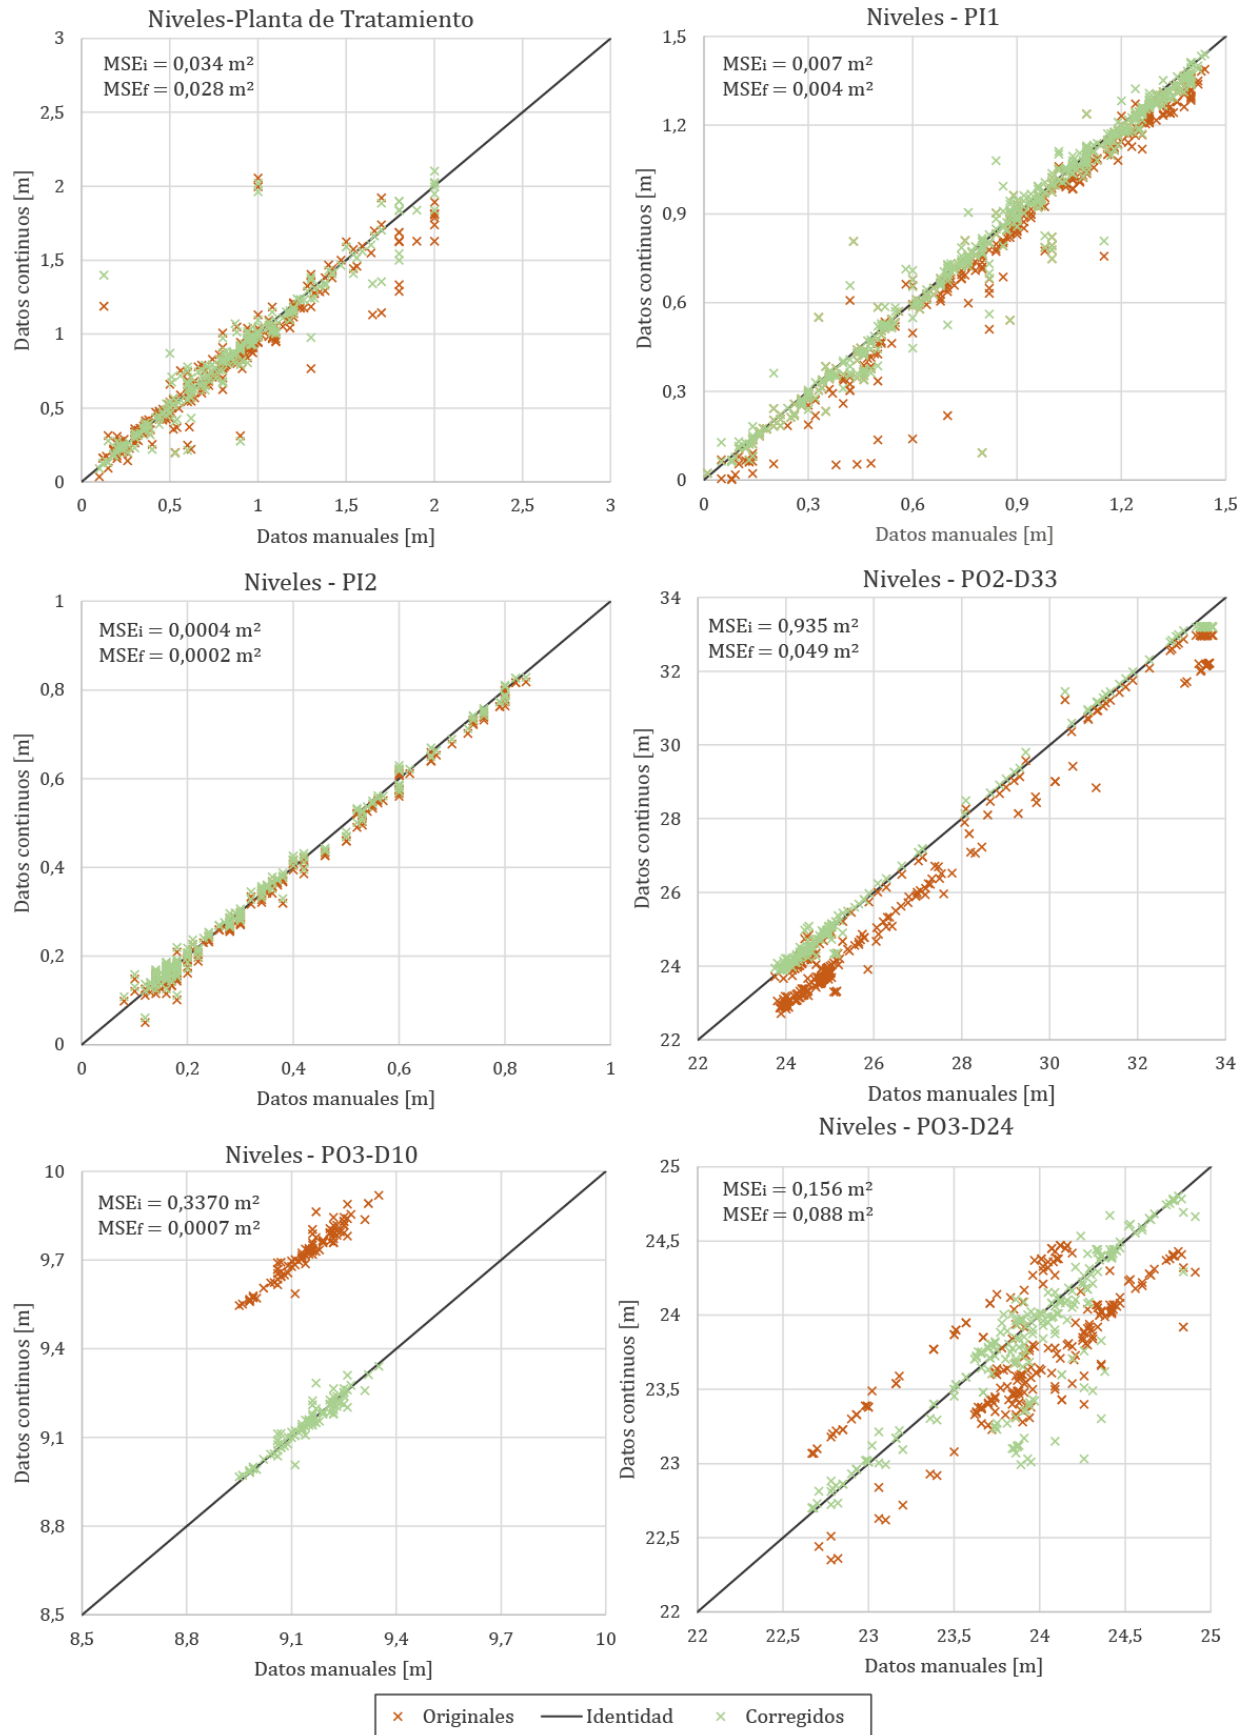 Niveles-Planta de Tratamiento
MSEi = 0,034 m²
MSEf = 0,028 m²
3
2,5
2
1,5
1
0,5
0
0
0,5
1
1,5
2
2,5
3
Datos continuos [m]
Datos manuales [m]
Niveles - PI1
MSEi = 0,007 m²
MSEf = 0,004 m²
1,5
1,2
0,9
0,6
0,3
0
0
0,3
0,6
0,9
1,2
1,5
Datos continuos [m]
Datos manuales [m]
Niveles - PI2
MSEi = 0,0004 m²
MSEf = 0,0002 m²
1
0,8
0,6
0,4
0,2
0
0
0,2
0,4
0,6
0,8
1
Datos continuos [m]
Datos manuales [m]
Niveles - PO2-D33
MSEi = 0,935 m²
MSEf = 0,049 m²
34
32
30
28
26
24
22
22
24
26
28
30
32
34
Datos continuos [m]
Datos manuales [m]
Niveles - PO3-D10
MSEi = 0,3370 m²
MSEf = 0,0007 m²
10
9,7
9,4
9,1
8,8
8,5
8,5
8,8
9,1
9,4
9,7
10
Datos continuos [m]
Datos manuales [m]
Niveles - PO3-D24
MSEi = 0,156 m²
MSEf = 0,088 m²
25
24,5
24
23,5
23
22,5
22
22
22,5
23
23,5
24
24,5
25
Datos continuos [m]
Datos manuales [m]
Originales
Identidad
Corregidos